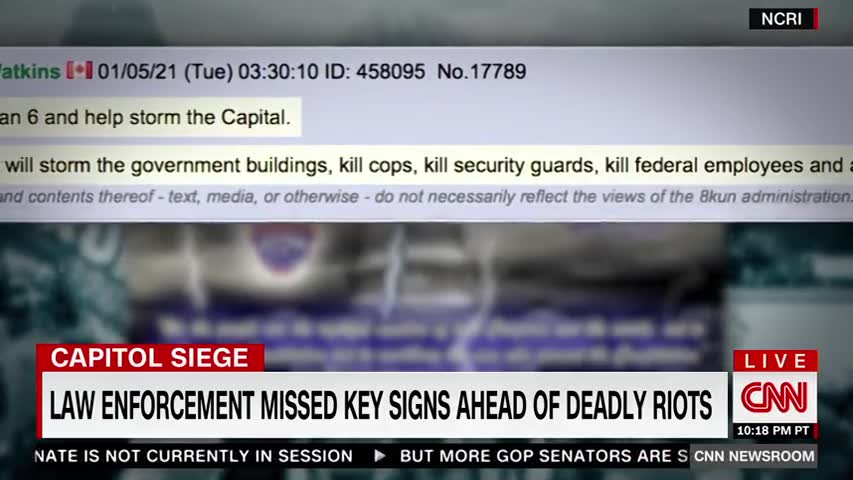 NCRI
atkins 01/05/21 (Tue) 03:30:10 ID: 458095 No.17789
an 6 and help storm the Capital.
will storm the government buildings, kill cops, kill security guards, kill federal employees and a
and contents thereof - text, media, or otherwise - do not necessarily reflect the views of the 8kun administration.
CAPITOL SIEGE
LAW ENFORCEMENT MISSED KEY SIGNS AHEAD OF DEADLY RIOTS
LIVE
CNN
10:18 PM PT
NATE IS NOT CURRENTLY IN SESSION ▶ BUT MORE GOP SENATORS ARE S
CNN NEWSROOM